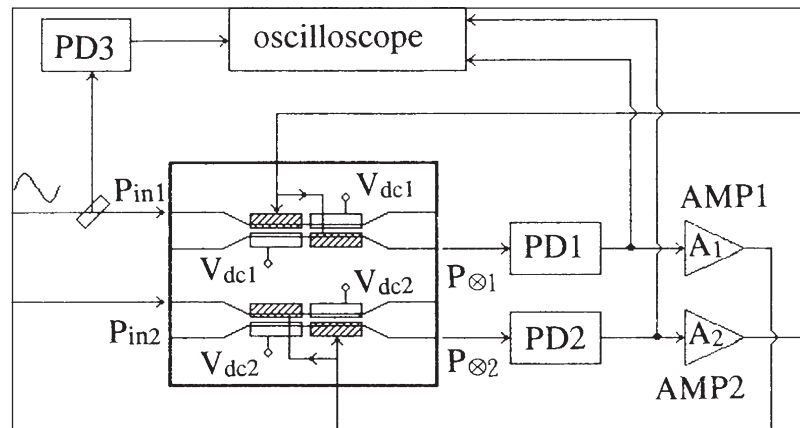 oscilloscope
PD3
Pin1
Vdc1
AMP1
PD1
A1
Vdc1
P⊗1
Vdc2
Pin2
PD2
A2
Vdc2
P⊗2
AMP2